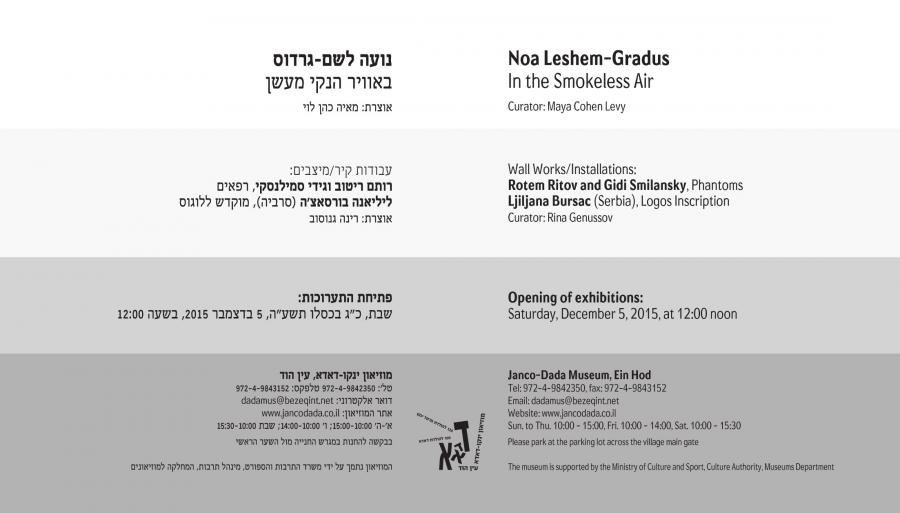 נועה לשם-גרדוס
באוויר הנקי מעשן
אוצרת: מאיה כהן לוי
Noa Leshem-Gradus
In the Smokeless Air
Curator: Maya Cohen Levy
עבודות קיר/מיצבים:
רותם ריטוב וגידי סמילנסקי, רפאים
ליליאנה בורסאצ׳ה (סרביה), מוקדש ללוגוס
אוצרת: רינה גנוסוב
Wall Works/Installations:
Rotem Ritov and Gidi Smilansky, Phantoms
Ljiljana Bursac (Serbia), Logos Inscription
Curator: Rina Genussov
פתיחת התערוכות:
שבת, כ״ג בכסלו תשע״ה, 5 בדצמבר 2015, בשעה 12:00
Opening of exhibitions:
Saturday, December 5, 2015, at 12:00 noon
מוזיאון ינקו-דאדא, עין הוד
טל׳: 972-4-9842350 טלפקס: 972-4-9843152
דואר אלקטרוני: dadamus@bezeqint.net
אתר המוזיאון: www.jancodada.co.il
א׳-ה׳ 15:00-10:00; ו׳ 14:00-10:00; שבת 15:30-10:00
בבקשה להחנות במגרש החנייה מול השער הראשי
המוזיאון נתמך על ידי משרד התרבות והספורט, מינהל תרבות, המחלקה למוזיאונים
מוזיאון ינקו-דאדא
דאדא
עין הוד
Janco-Dada Museum, Ein Hod
Tel: 972-4-9842350, fax: 972-4-9843152
Email: dadamus@bezeqint.net
Website: www.jancodada.co.il
Sun. to Thu. 10:00 - 15:00, Fri. 10:00 - 14:00, Sat. 10:00 - 15:30
Please park at the parking lot across the village main gate
The museum is supported by the Ministry of Culture and Sport, Culture Authority, Museums Department